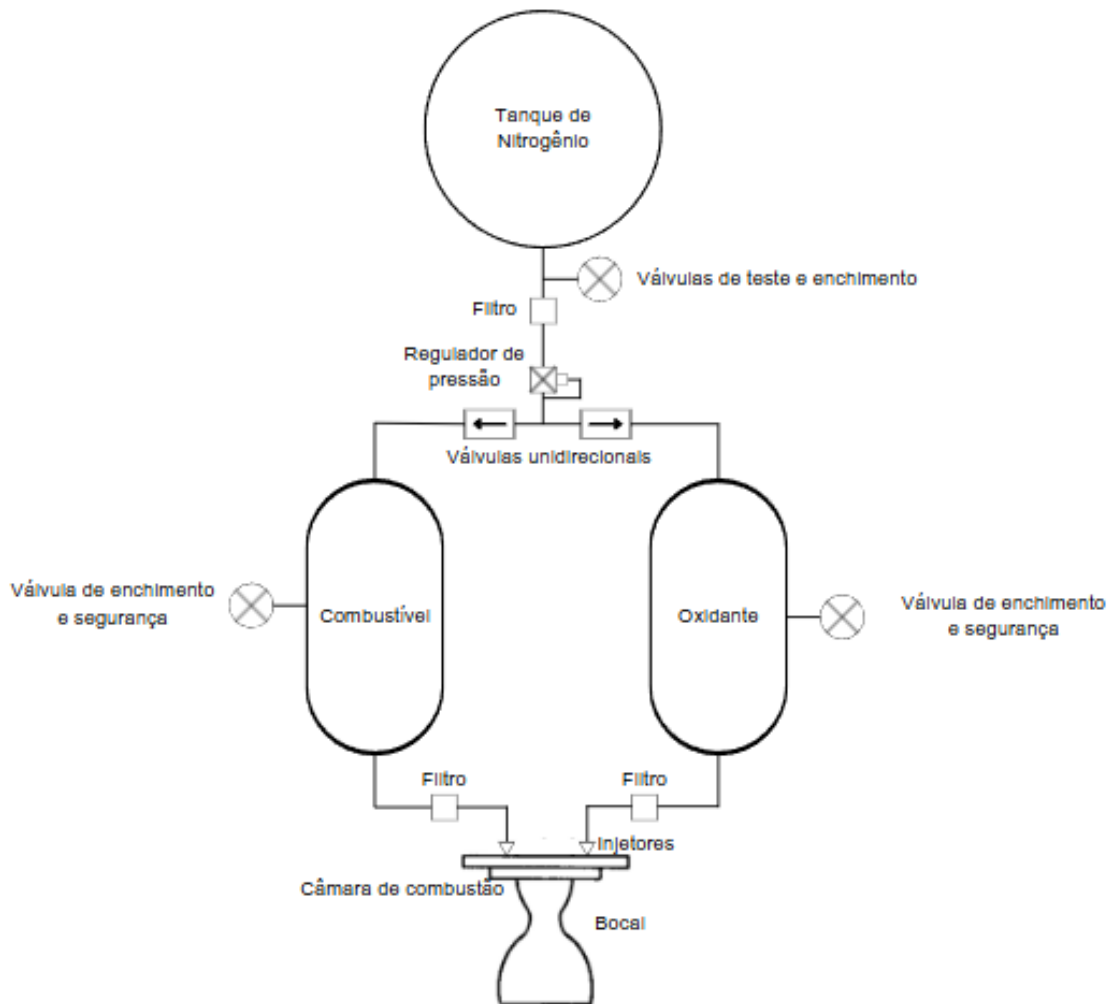 Tanque de
Nitrogênio
Válvulas de teste e enchimento
Filtro
Regulador de
pressão
Válvulas unidirecionais
Válvula de enchimento
e segurança
Combustível
Oxidante
Válvula de enchimento
e segurança
Filtro
Filtro
Injetores
Câmara de combustão
Bocal